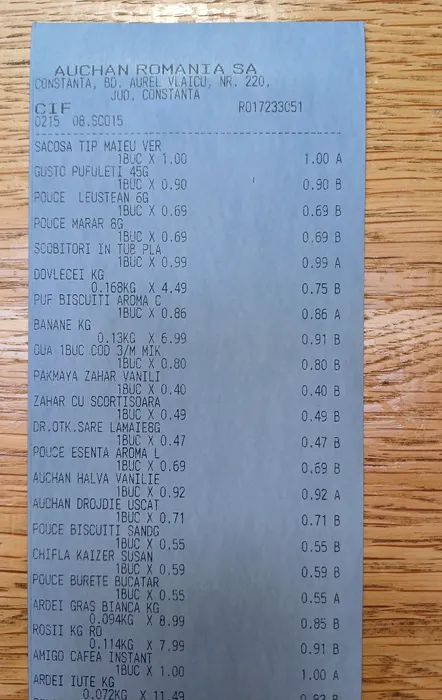 AUCHAN ROMANIA SA
CONSTANTA, BD. AUREL VLAICU, NR. 220,
JUD. CONSTANTA
CIF RO17233051
0215 08.SCO15
SACOSA TIP MAIEU VER
1BUC X 1.00 1.00 A
GUSTO PUFULETI 45G
1BUC X 0.90 0.90 B
POUCE LEUSTEAN 6G
1BUC X 0.69 0.69 B
POUCE MARAR 8G
1BUC X 0.69 0.69 B
SCOBITORI IN TUB PLA
1BUC X 0.99 0.99 A
DOVLECEI KG
0.168KG X 4.49 0.75 B
PUF BISCUITI AROMA C
1BUC X 0.86 0.86 A
BANANE KG
0.13KG X 6.99 0.91 B
OUA 1BUC COD 3/M MIK
1BUC X 0.80 0.80 B
PAKMAYA ZAHAR VANILI
1BUC X 0.40 0.40 B
ZAHAR CU SCORTISOARA
1BUC X 0.49 0.49 B
DR.OTK.SARE LAMAIE8G
1BUC X 0.47 0.47 B
POUCE ESENTA AROMA L
1BUC X 0.69 0.69 B
AUCHAN HALVA VANILIE
1BUC X 0.92 0.92 A
AUCHAN DROJDIE USCAT
1BUC X 0.71 0.71 B
POUCE BISCUITI SANDG
1BUC X 0.55 0.55 B
CHIFLA KAIZER SUSAN
1BUC X 0.59 0.59 B
POUCE BURETE BUCATAR
1BUC X 0.55 0.55 A
ARDEI GRAS BIANCA KG
0.094KG X 8.99 0.85 B
ROSII KG RO
0.114KG X 7.99 0.91 B
AMIGO CAFEA INSTANT
1BUC X 1.00 1.00 A
ARDEI IUTE KG
0.072KG X 11.49 0.83 B